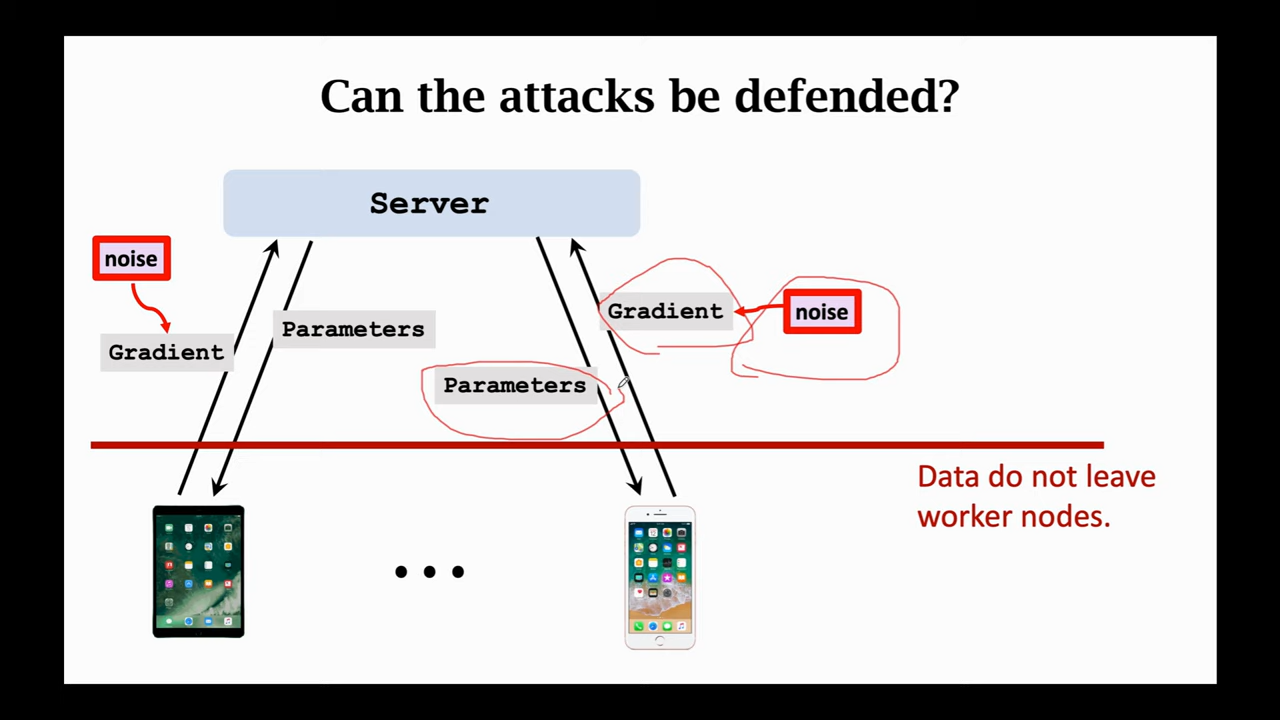 Can the attacks be defended?
Server
noise
Gradient
Parameters
Gradient
noise
Parameters
Data do not leave
worker nodes.